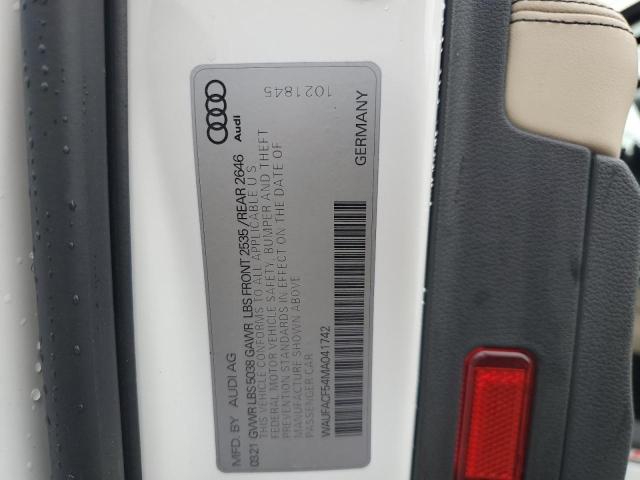 MFD. BY AUDI AG
Audi
03.21 GVWR LBS 5038 GAWR LBS FRONT 2535 /REAR 2646
THIS VEHICLE CONFORMS TO ALL APPLICABLE U S
FEDERAL MOTOR VEHICLE SAFETY, BUMPER AND THEFT
PREVENTION STANDARDS IN EFFECT ON THE DATE OF
MANUFACTURE SHOWN ABOVE
PASSENGER CAR
WAUFACF54MA041742
1021845
GERMANY